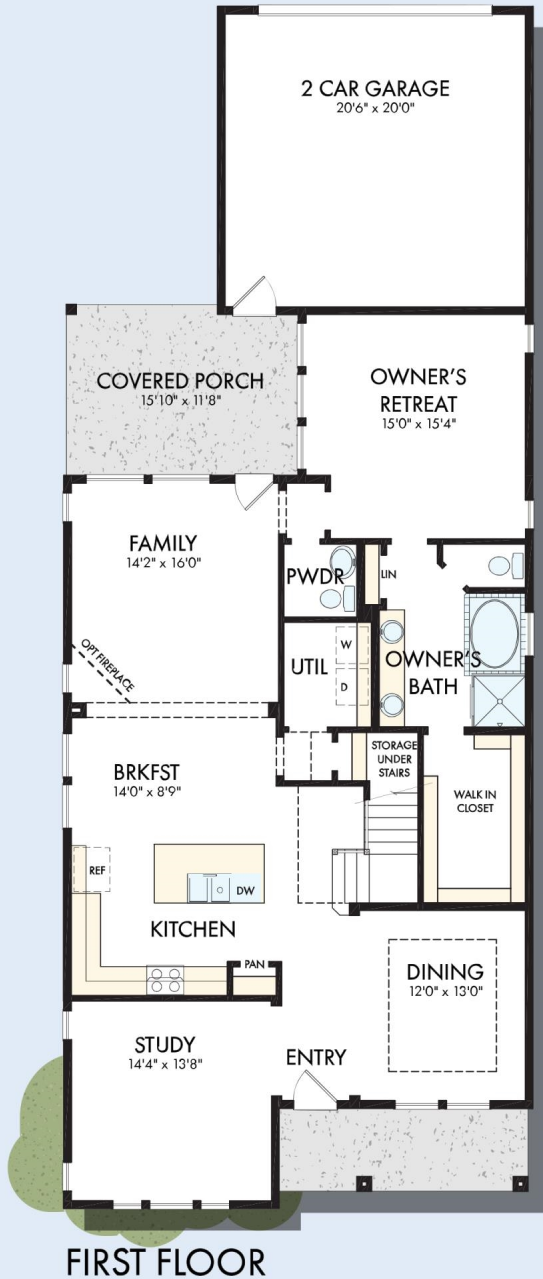 2 CAR GARAGE
20'6" x 20'0"
COVERED PORCH
15'10" x 11'8"
OWNER'S
RETREAT
15'0" x 15'4"
FAMILY
14'2" x 16'0"
PWDR
LIN
OPT FIREPLACE
UTIL
W
D
OWNER'S
BATH
BRKFST
14'0" x 8'9"
STORAGE
UNDER
STAIRS
WALK IN
CLOSET
REF
DW
KITCHEN
PAN
DINING
12'0" x 13'0"
STUDY
14'4" x 13'8"
ENTRY
FIRST FLOOR